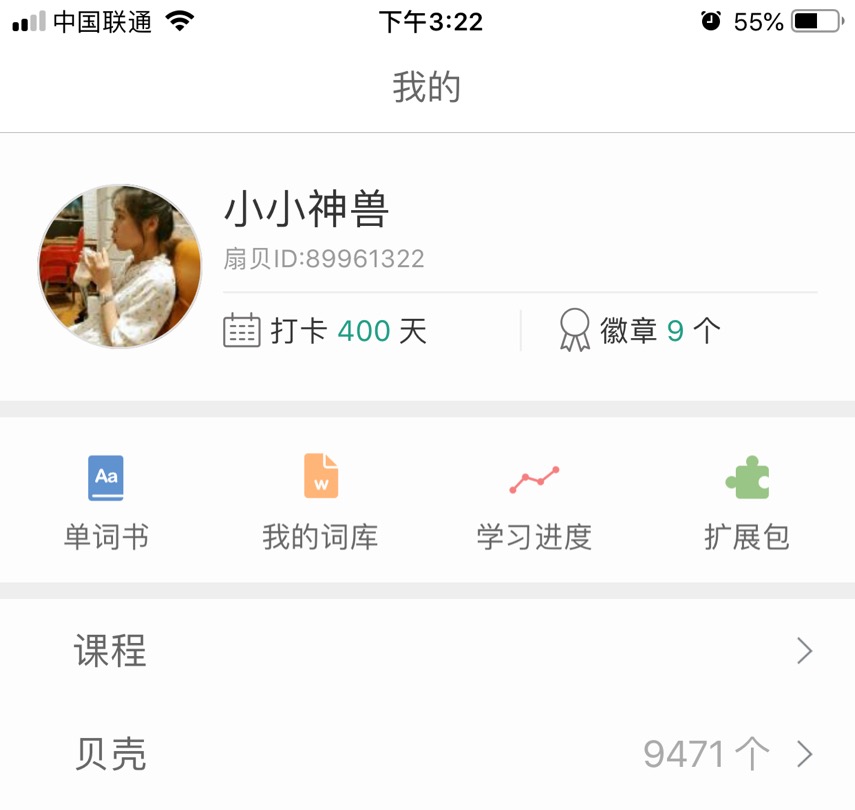 中国联通 下午3:22 55%
我的
小小神兽
扇贝ID:89961322
打卡 400 天 徽章 9 个
Aa w
单词书 我的词库 学习进度 扩展包
课程
贝壳 9471 个